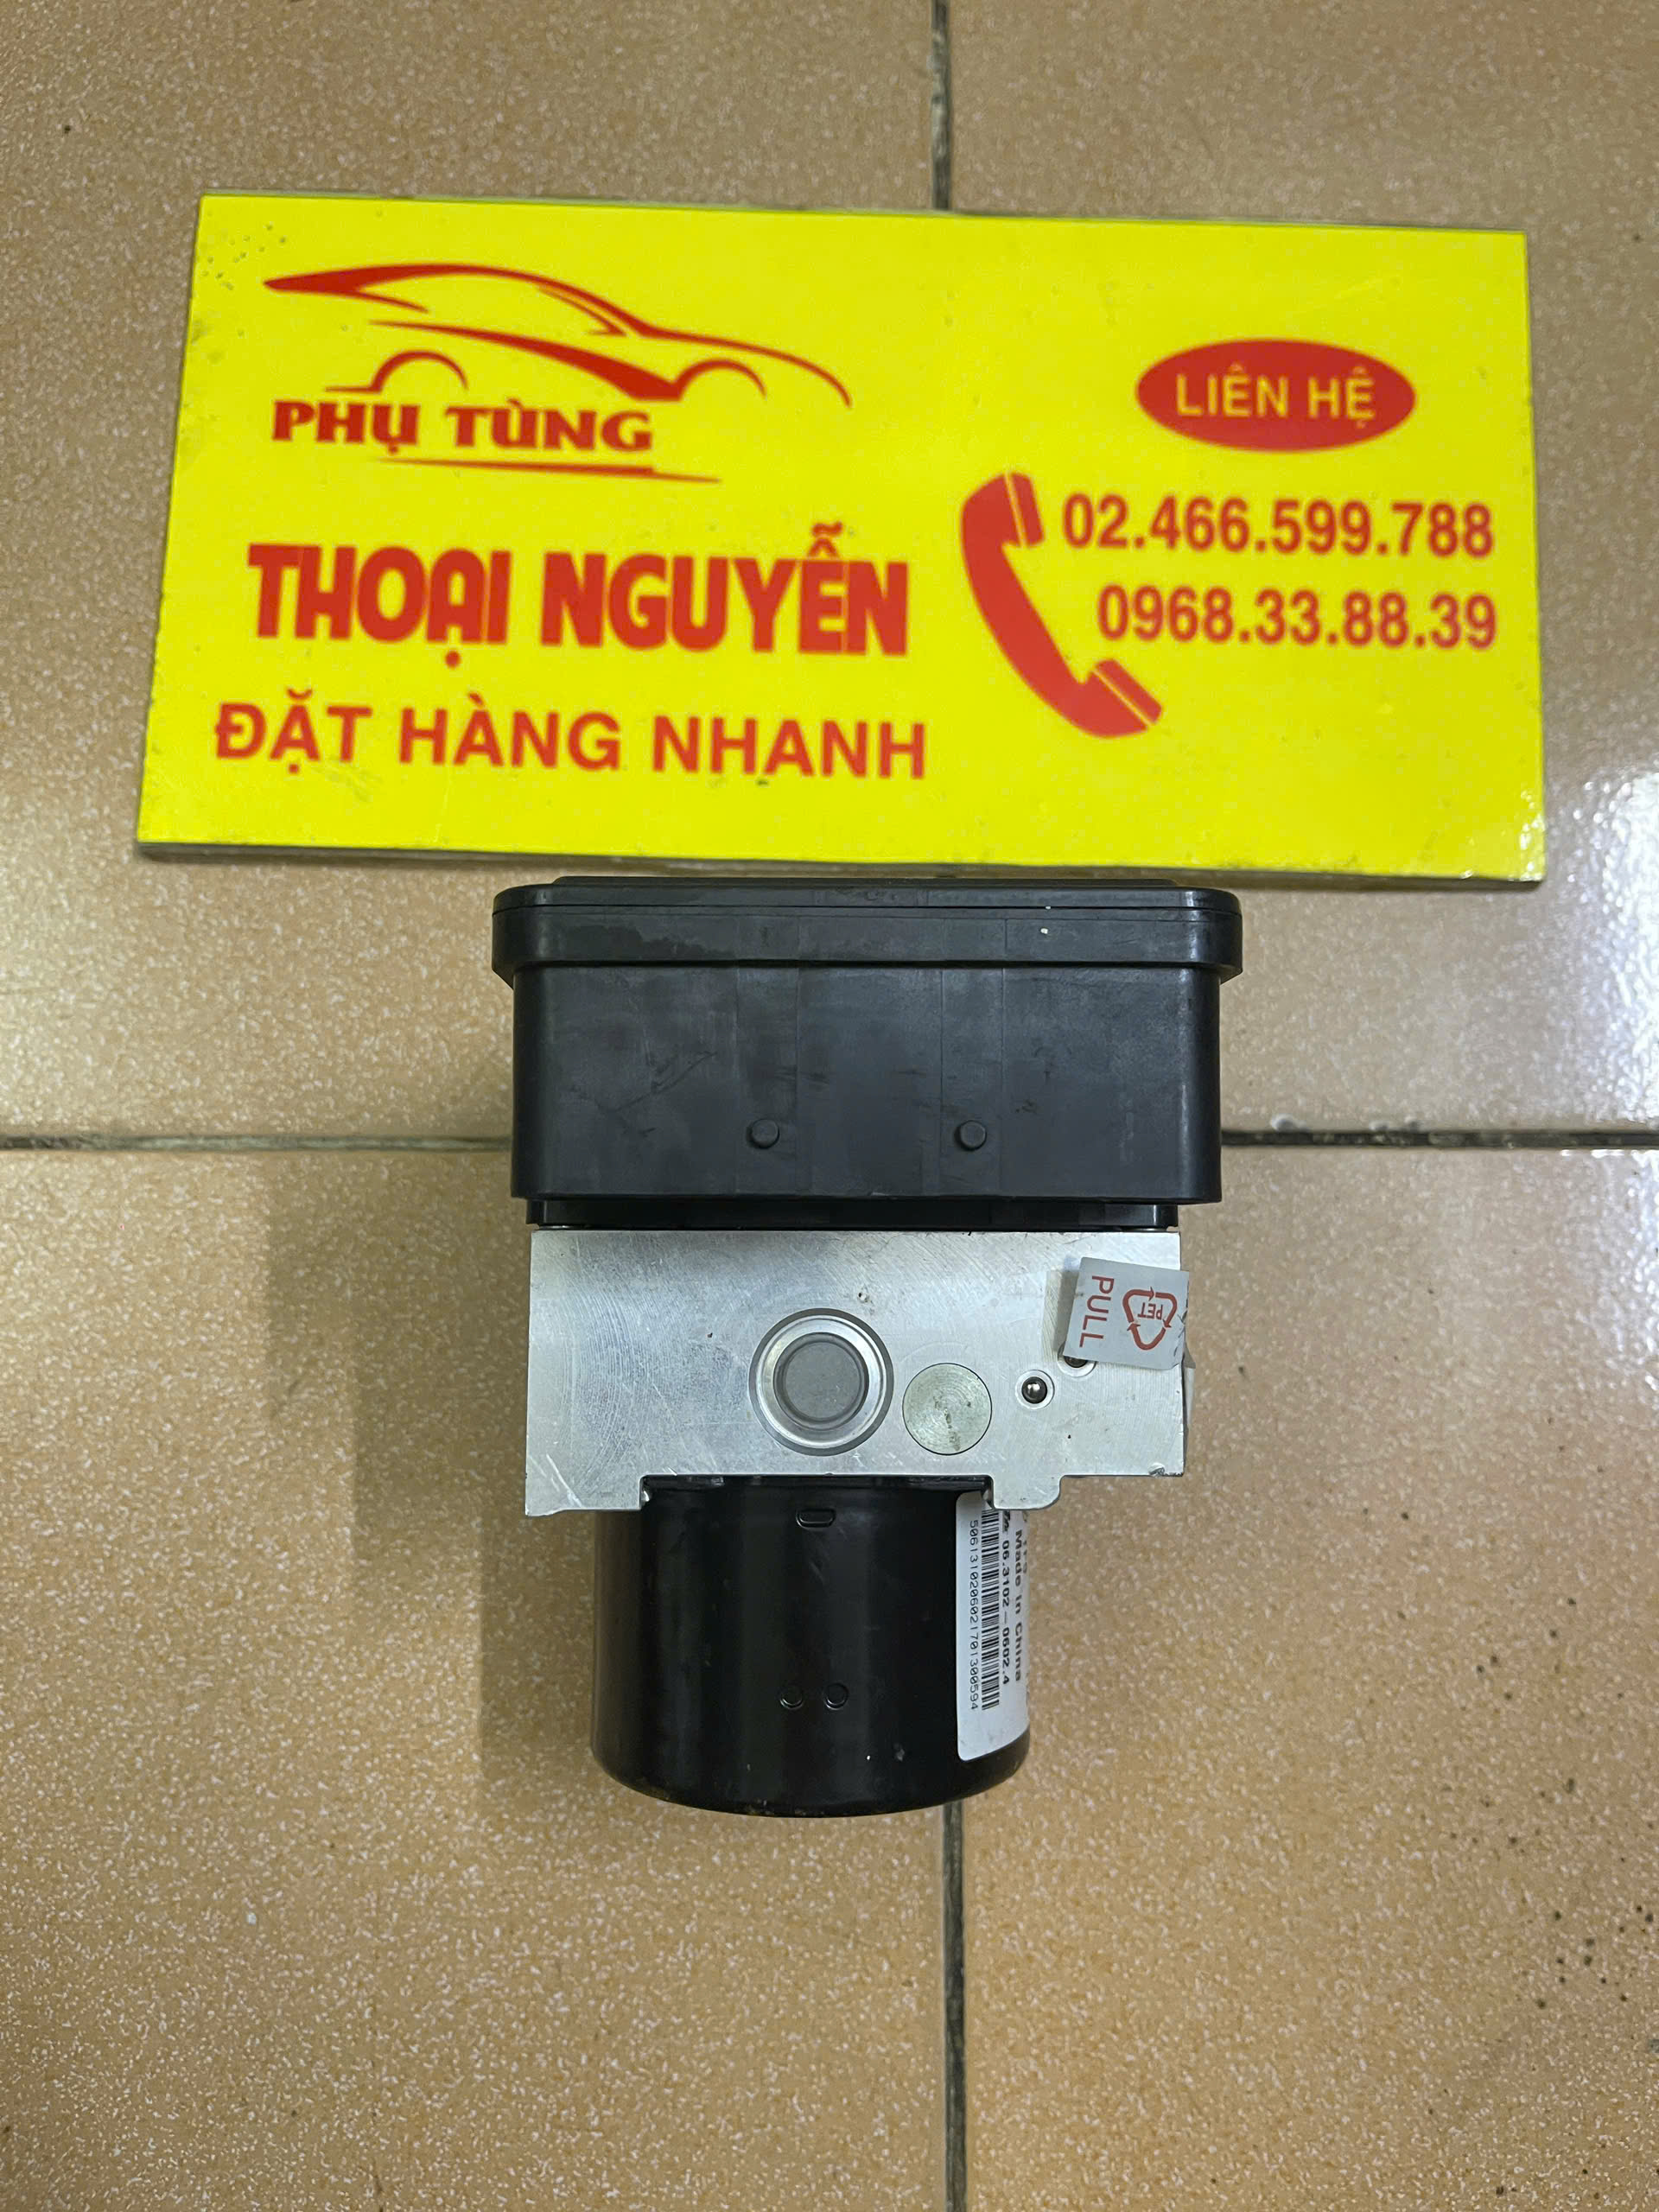 PHỤ TÙNG
THOẠI NGUYỄN
ĐẶT HÀNG NHANH
LIÊN HỆ
02.466.599.788
0968.33.88.39
PULL
PET
Made in China
06.3102-0602.4
5061310206021701300594